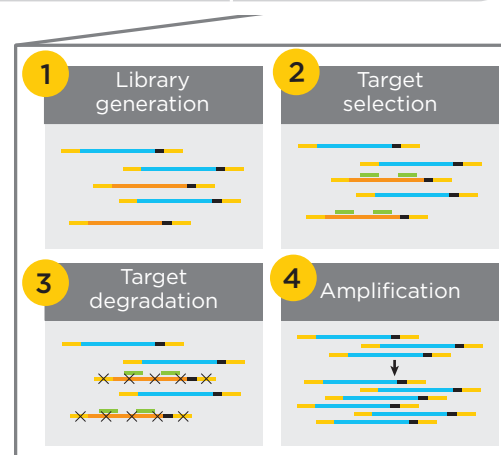 1
Library
generation
2
Target
selection
3
Target
degradation
4
Amplification